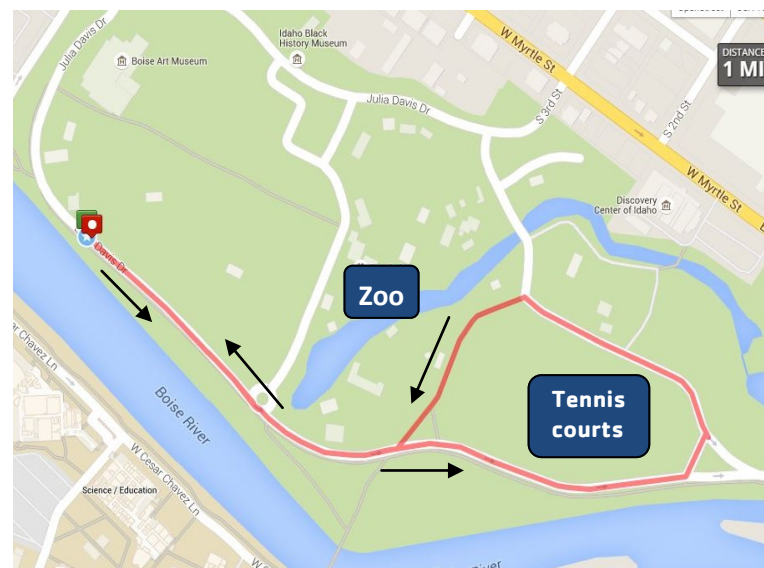 Julia Davis Dr
Boise Art Museum
Idaho Black
History Museum
Julia Davis Dr
W Myrtle St
S 3rd St
S 2nd St
DISTANCE
1 MI
W Myrtle St
Discovery
Center of Idaho
Davis Dr
Zoo
Tennis
courts
Boise River
Cesar Chavez Ln
W Cesar Chavez Ln
Science / Education
River